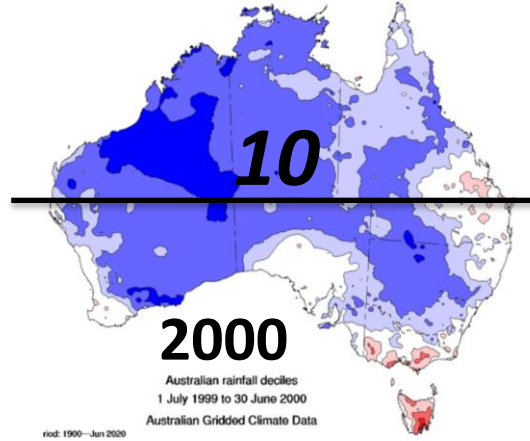 10
2000
Australian rainfall deciles
1 July 1999 to 30 June 2000
Australian Gridded Climate Data
riod: 1900—Jun 2020